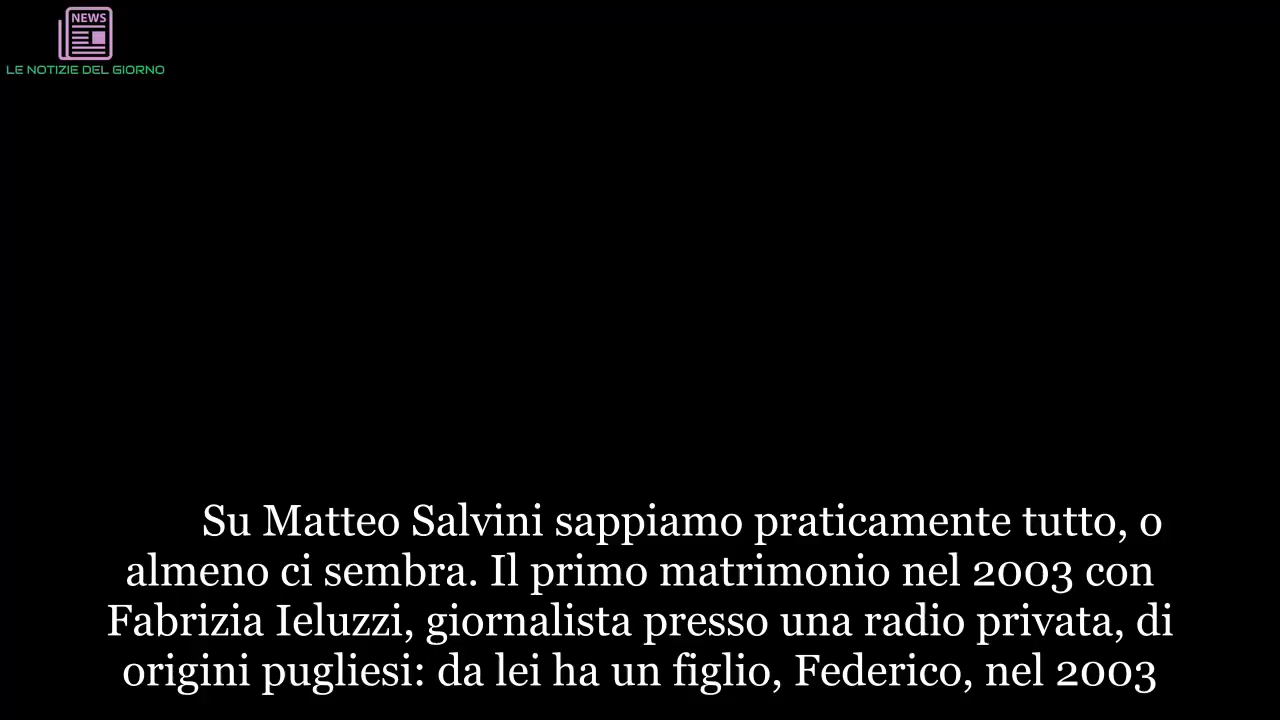 NEWS
LE NOTIZIE DEL GIORNO
Su Matteo Salvini sappiamo praticamente tutto, o
almeno ci sembra. Il primo matrimonio nel 2003 con
Fabrizia Ieluzzi, giornalista presso una radio privata, di
origini pugliesi: da lei ha un figlio, Federico, nel 2003